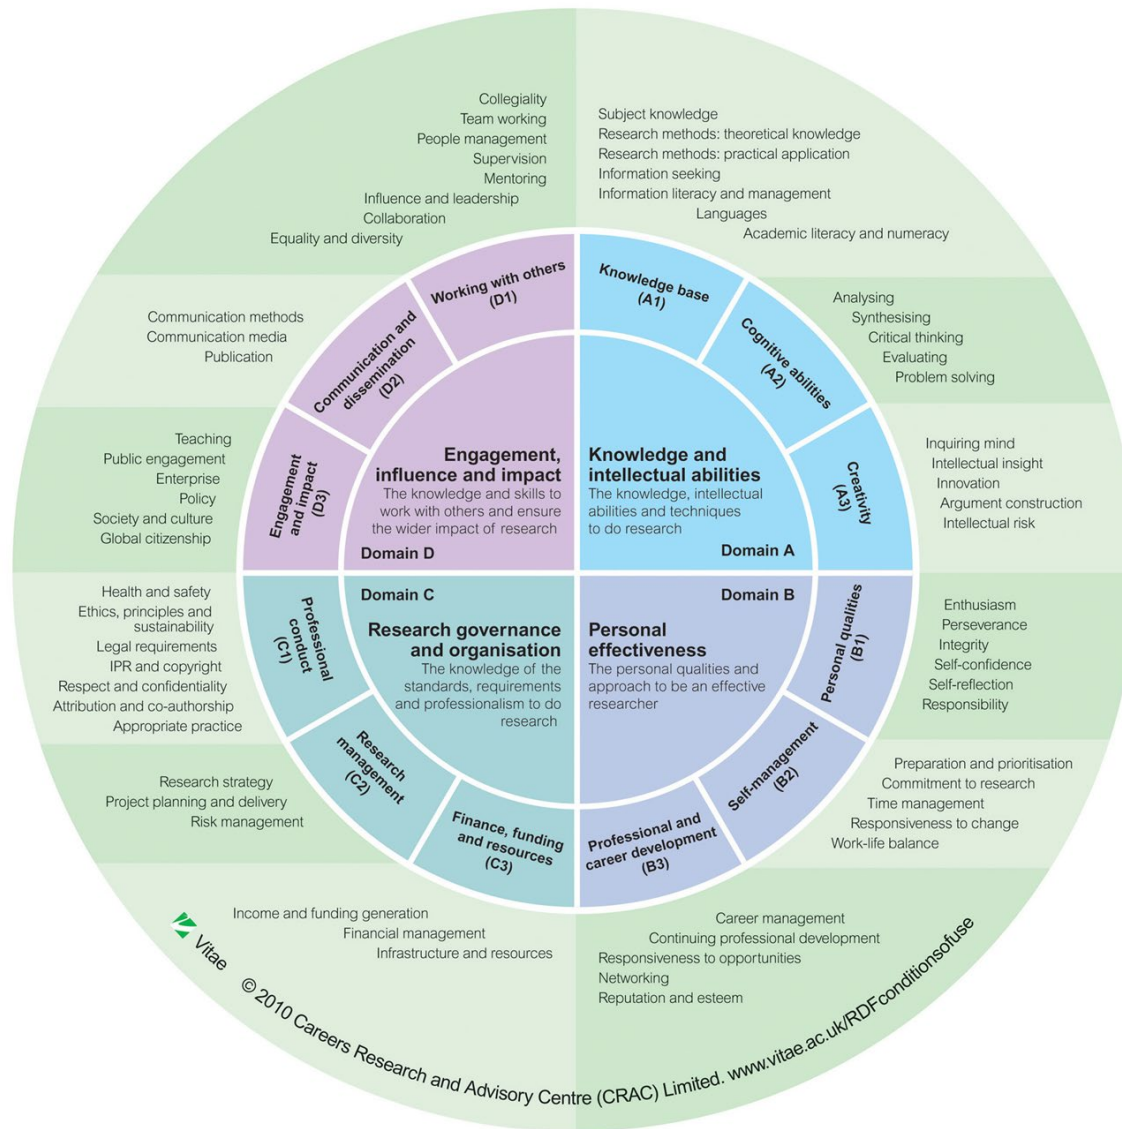 Collegiality
Team working
People management
Supervision
Mentoring
Influence and leadership
Collaboration
Equality and diversity
Subject knowledge
Research methods: theoretical knowledge
Research methods: practical application
Information seeking
Information literacy and management
Languages
Academic literacy and numeracy
Working with others
(D1)
Knowledge base
(A1)
Communication methods
Communication media
Publication
Communication and
dissemination
(D2)
Cognitive abilities
(A2)
Analysing
Synthesising
Critical thinking
Evaluating
Problem solving
Teaching
Public engagement
Enterprise
Policy
Society and culture
Global citizenship
Engagement
and impact
(D3)
Engagement,
influence and impact
The knowledge and skills to
work with others and ensure
the wider impact of research
Domain D
Knowledge and
intellectual abilities
The knowledge, intellectual
abilities and techniques
to do research
Domain A
Creativity
(A3)
Inquiring mind
Intellectual insight
Innovation
Argument construction
Intellectual risk
Health and safety
Ethics, principles and
sustainability
Legal requirements
IPR and copyright
Respect and confidentiality
Attribution and co-authorship
Appropriate practice
Professional
conduct
(C1)
Domain C
Research governance
and organisation
The knowledge of the
standards, requirements
and professionalism to do
research
Domain B
Personal
effectiveness
The personal qualities and
approach to be an effective
researcher
Personal qualities
(B1)
Enthusiasm
Perseverance
Integrity
Self-confidence
Self-reflection
Responsibility
Research strategy
Project planning and delivery
Risk management
Research
management
(C2)
Self-management
(B2)
Preparation and prioritisation
Commitment to research
Time management
Responsiveness to change
Work-life balance
Finance, funding
and resources
(C3)
Professional and
career development
(B3)
Income and funding generation
Financial management
Infrastructure and resources
Career management
Continuing professional development
Responsiveness to opportunities
Networking
Reputation and esteem
Vitae © 2010 Careers Research and Advisory Centre (CRAC) Limited. www.vitae.ac.uk/RDFconditionsofuse